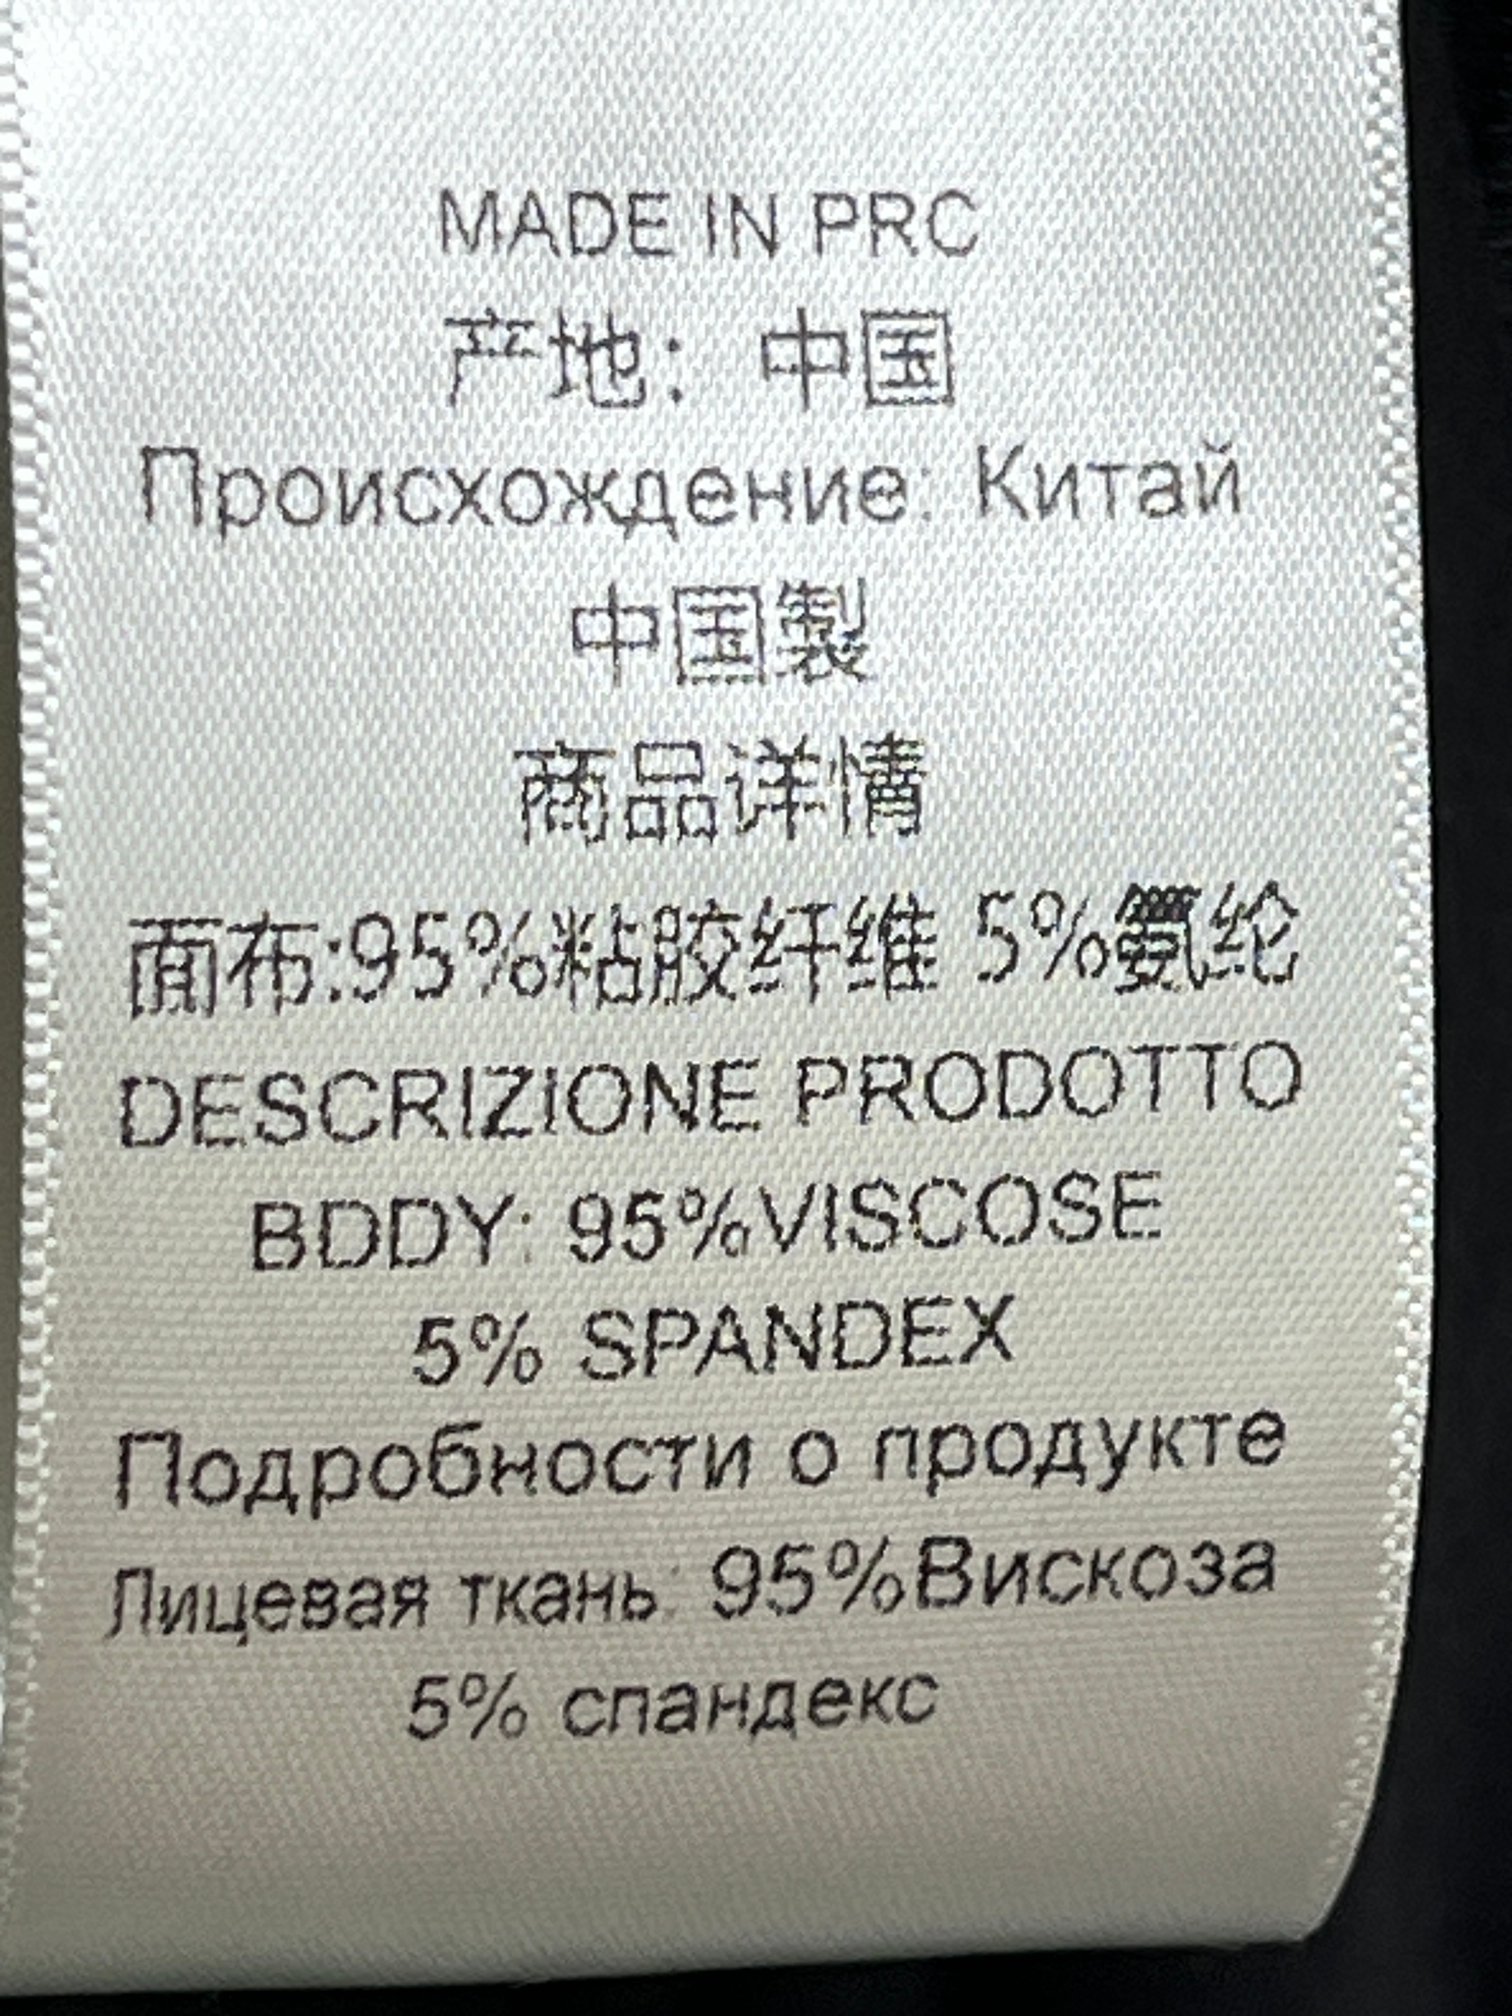 MADE IN PRC
产地：中国
Происхождение: Китай
中国製
商品详情
面布:95%粘胶纤维 5%氨纶
DESCRIZIONE PRODOTTO
BDDY: 95%VISCOSE
5% SPANDEX
Подробности о продукте
Лицевая ткань: 95%Вискоза
5% спандекс